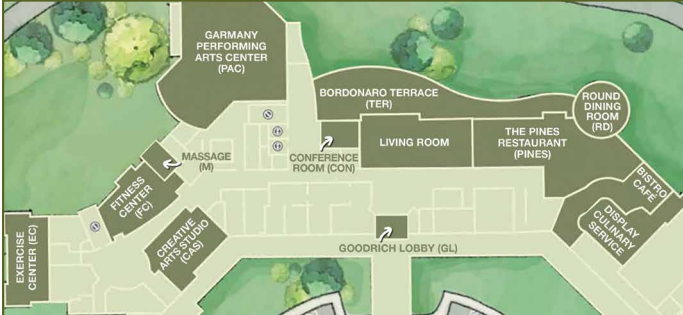 GARMANY
PERFORMING
ARTS CENTER
(PAC)
BORDONARO TERRACE
(TER)
ROUND
DINING
ROOM
(RD)
LIVING ROOM
THE PINES
RESTAURANT
(PINES)
CONFERENCE
ROOM (CON)
MASSAGE
(M)
BISTRO
CAFÉ
FITNESS
CENTER
(FC)
DISPLAY
CULINARY
SERVICE
CREATIVE
ARTS STUDIO
(CAS)
GOODRICH LOBBY (GL)
EXERCISE
CENTER (EC)